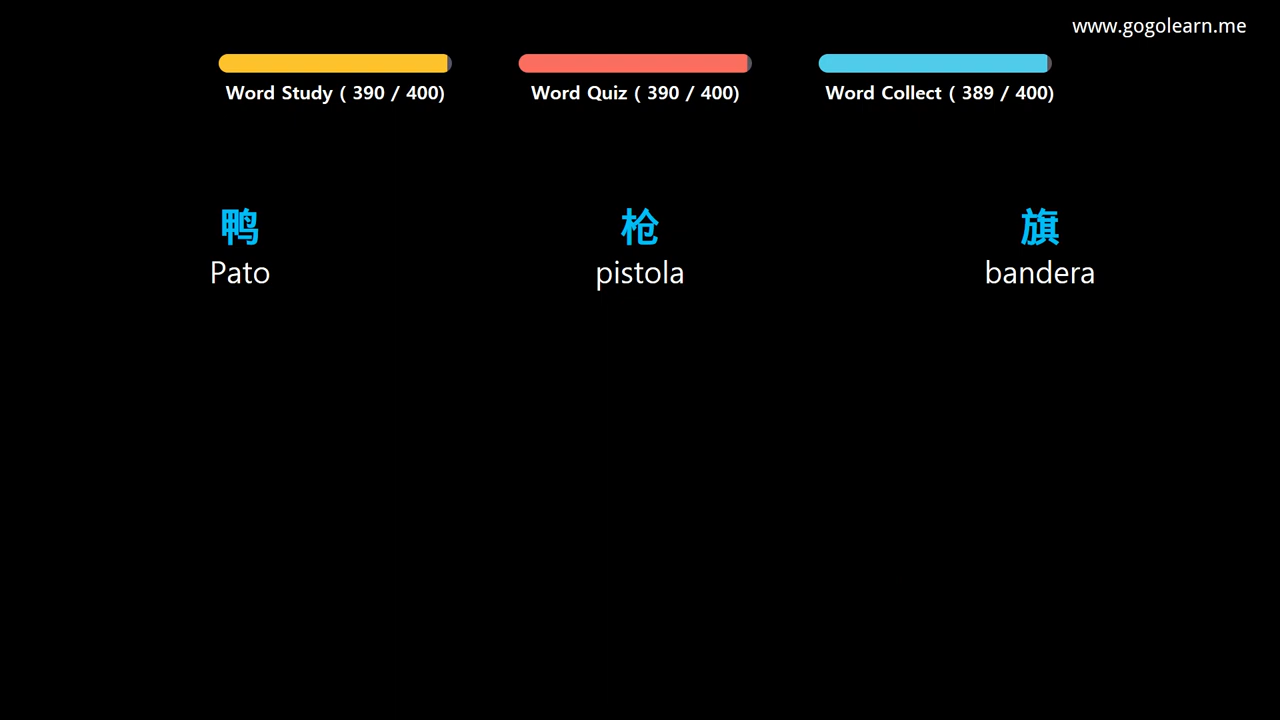 www.gogolearn.me
Word Study ( 390 / 400)
Word Quiz ( 390 / 400)
Word Collect ( 389 / 400)
鸭
Pato
枪
pistola
旗
bandera